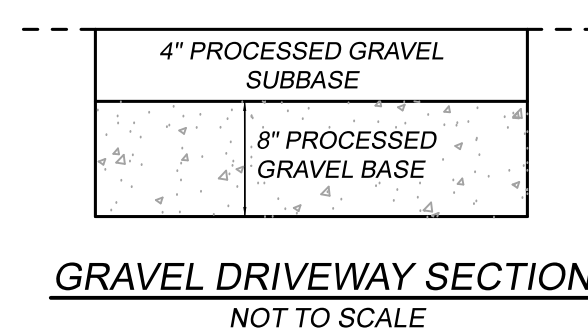 4" PROCESSED GRAVEL
SUBBASE
8" PROCESSED
GRAVEL BASE
GRAVEL DRIVEWAY SECTION
NOT TO SCALE